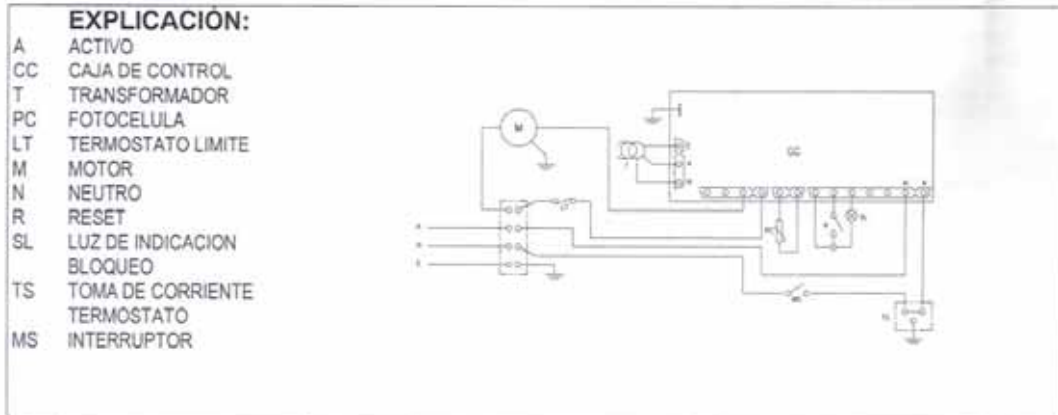 EXPLICACIÓN:
A ACTIVO
CC CAJA DE CONTROL
T TRANSFORMADOR
PC FOTOCELULA
LT TERMOSTATO LIMITE
M MOTOR
N NEUTRO
R RESET
SL LUZ DE INDICACION
BLOQUEO
TS TOMA DE CORRIENTE
TERMOSTATO
MS INTERRUPTOR
M
CC